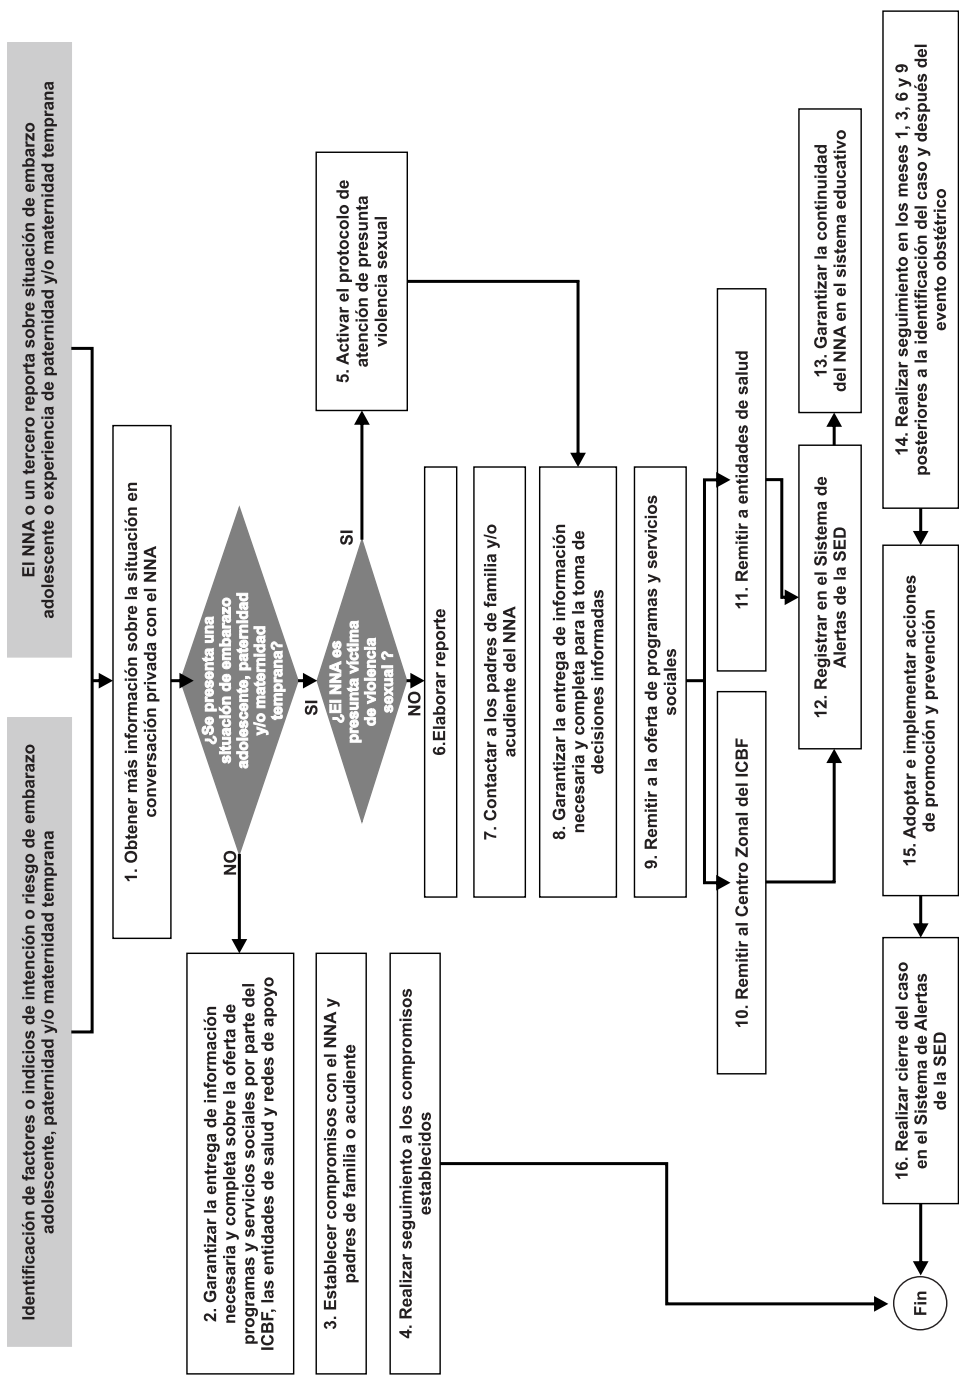 Identificación de factores o indicios de intención o riesgo de embarazo
adolescente, paternidad y/o maternidad temprana
El NNA o un tercero reporta sobre situación de embarzo
adolescente o experiencia de paternidad y/o maternidad temprana
1. Obtener más información sobre la situación en
conversación privada con el NNA
¿Se presenta una
situación de embarazo
adolescente, paternidad
y/o maternidad
temprana?
NO
SI
2. Garantizar la entrega de información
necesaria y completa sobre la oferta de
programas y servicios sociales por parte del
ICBF, las entidades de salud y redes de apoyo
3. Establecer compromisos con el NNA y
padres de familia o acudiente
4. Realizar seguimiento a los compromisos
establecidos
¿El NNA es
presunta víctima
de violencia
sexual ?
SI
NO
5. Activar el protocolo de
atención de presunta
violencia sexual
6.Elaborar reporte
7. Contactar a los padres de familia y/o
acudiente del NNA
8. Garantizar la entrega de información
necesaria y completa para la toma de
decisiones informadas
9. Remitir a la oferta de programas y servicios
sociales
10. Remitir al Centro Zonal del ICBF
11. Remitir a entidades de salud
12. Registrar en el Sistema de
Alertas de la SED
13. Garantizar la continuidad
del NNA en el sistema educativo
14. Realizar seguimiento en los meses 1, 3, 6 y 9
posteriores a la identificación del caso y después del
evento obstétrico
15. Adoptar e implementar acciones
de promoción y prevención
16. Realizar cierre del caso
en el Sistema de Alertas
de la SED
Fin